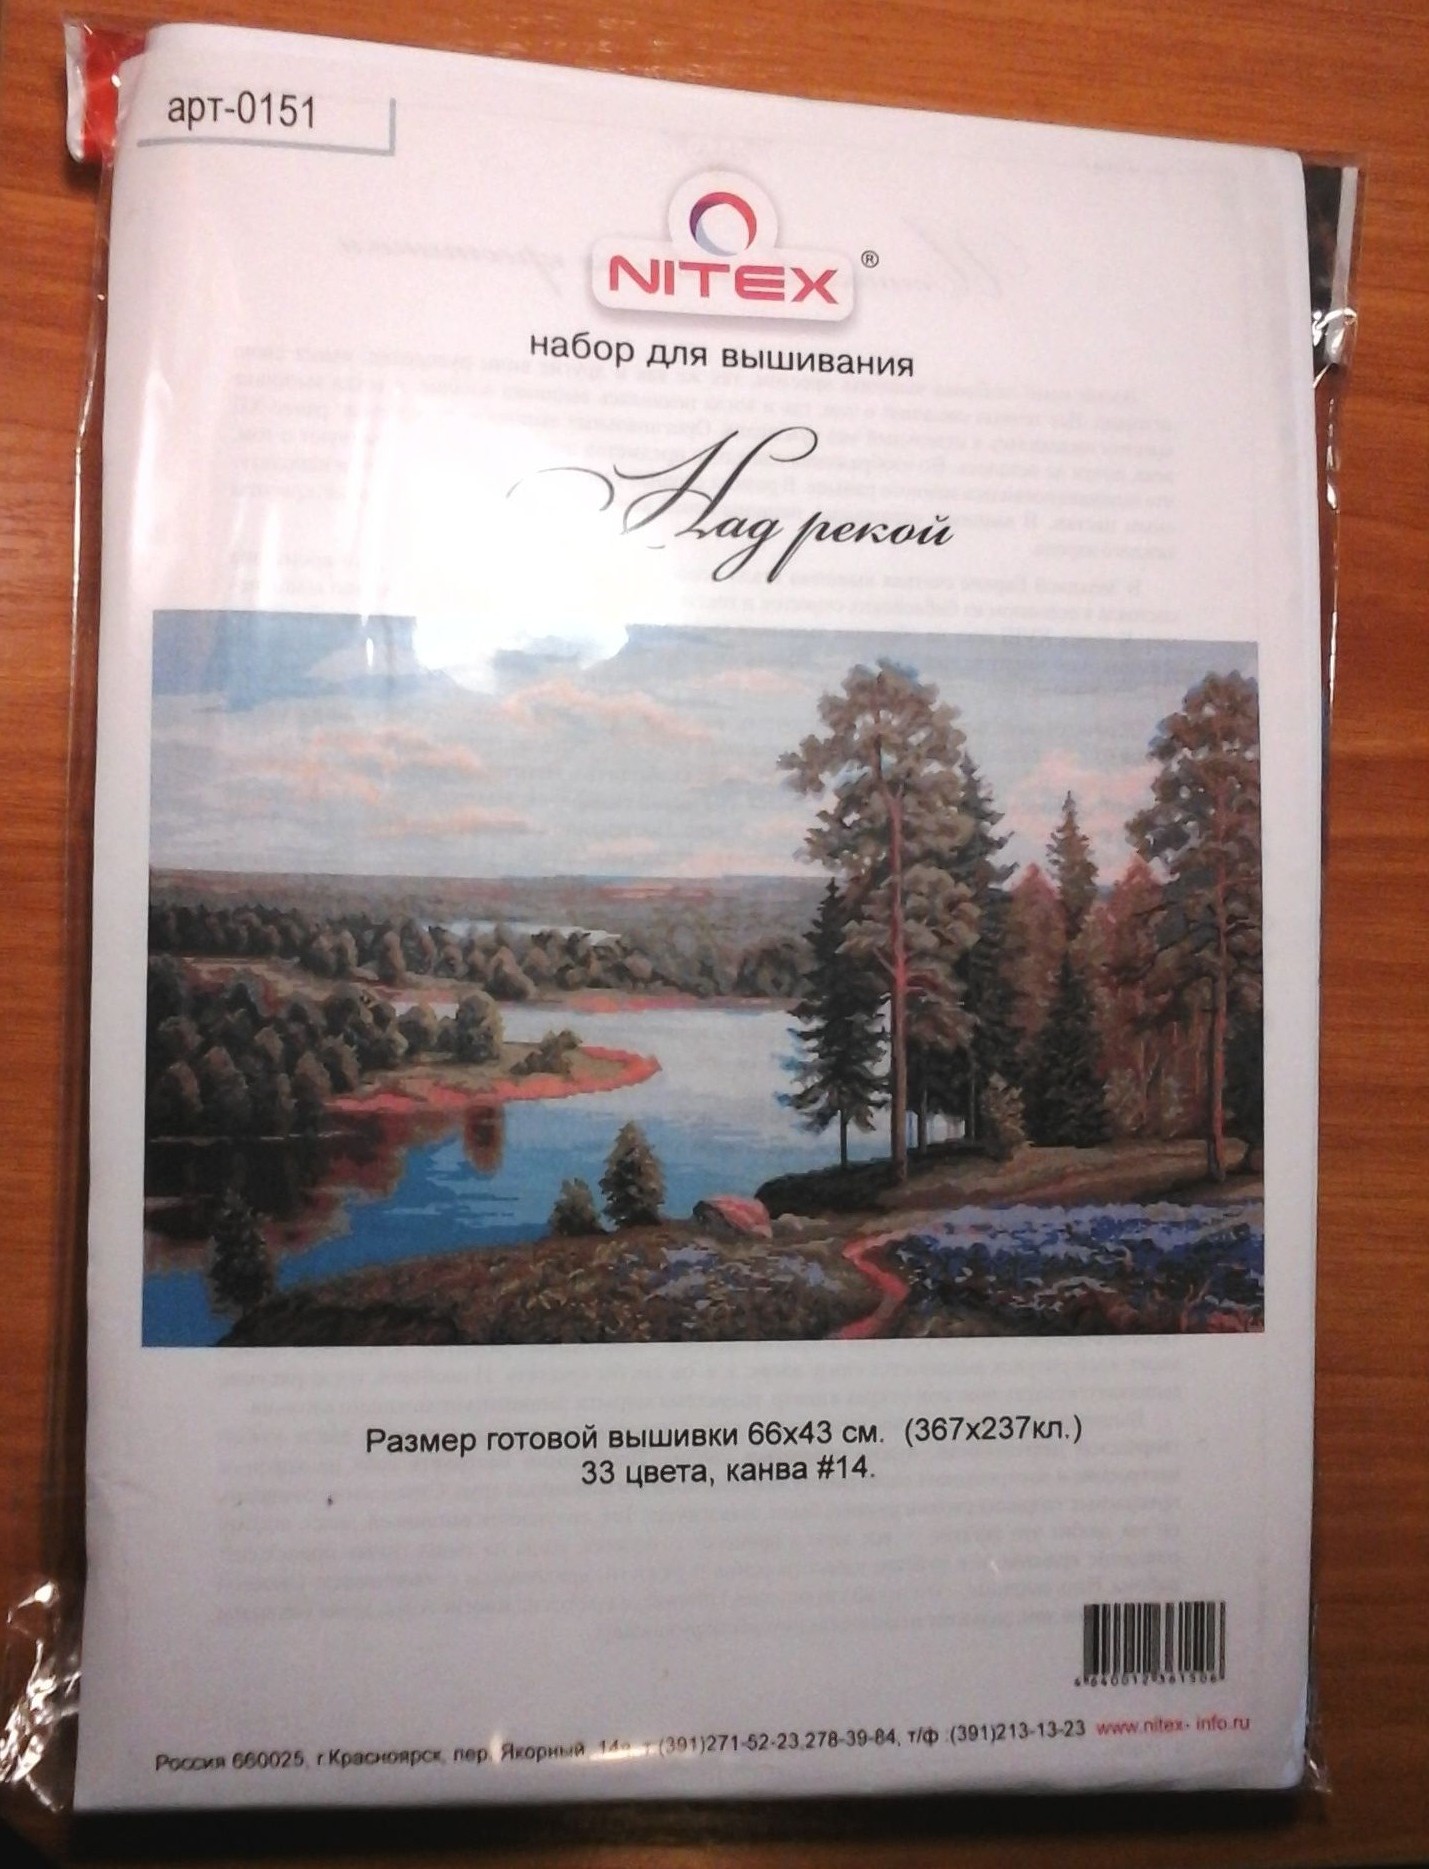 арт-0151
NITEX ®
набор для вышивания
Над рекой
Размер готовой вышивки 66х43 см. (367х237кл.)
33 цвета, канва #14.
Россия 660025, г.Красноярск, пер. Якорный т.(391)271-52-23,278-39-84, т/ф :(391)213-13-23 www.nitex- info.ru